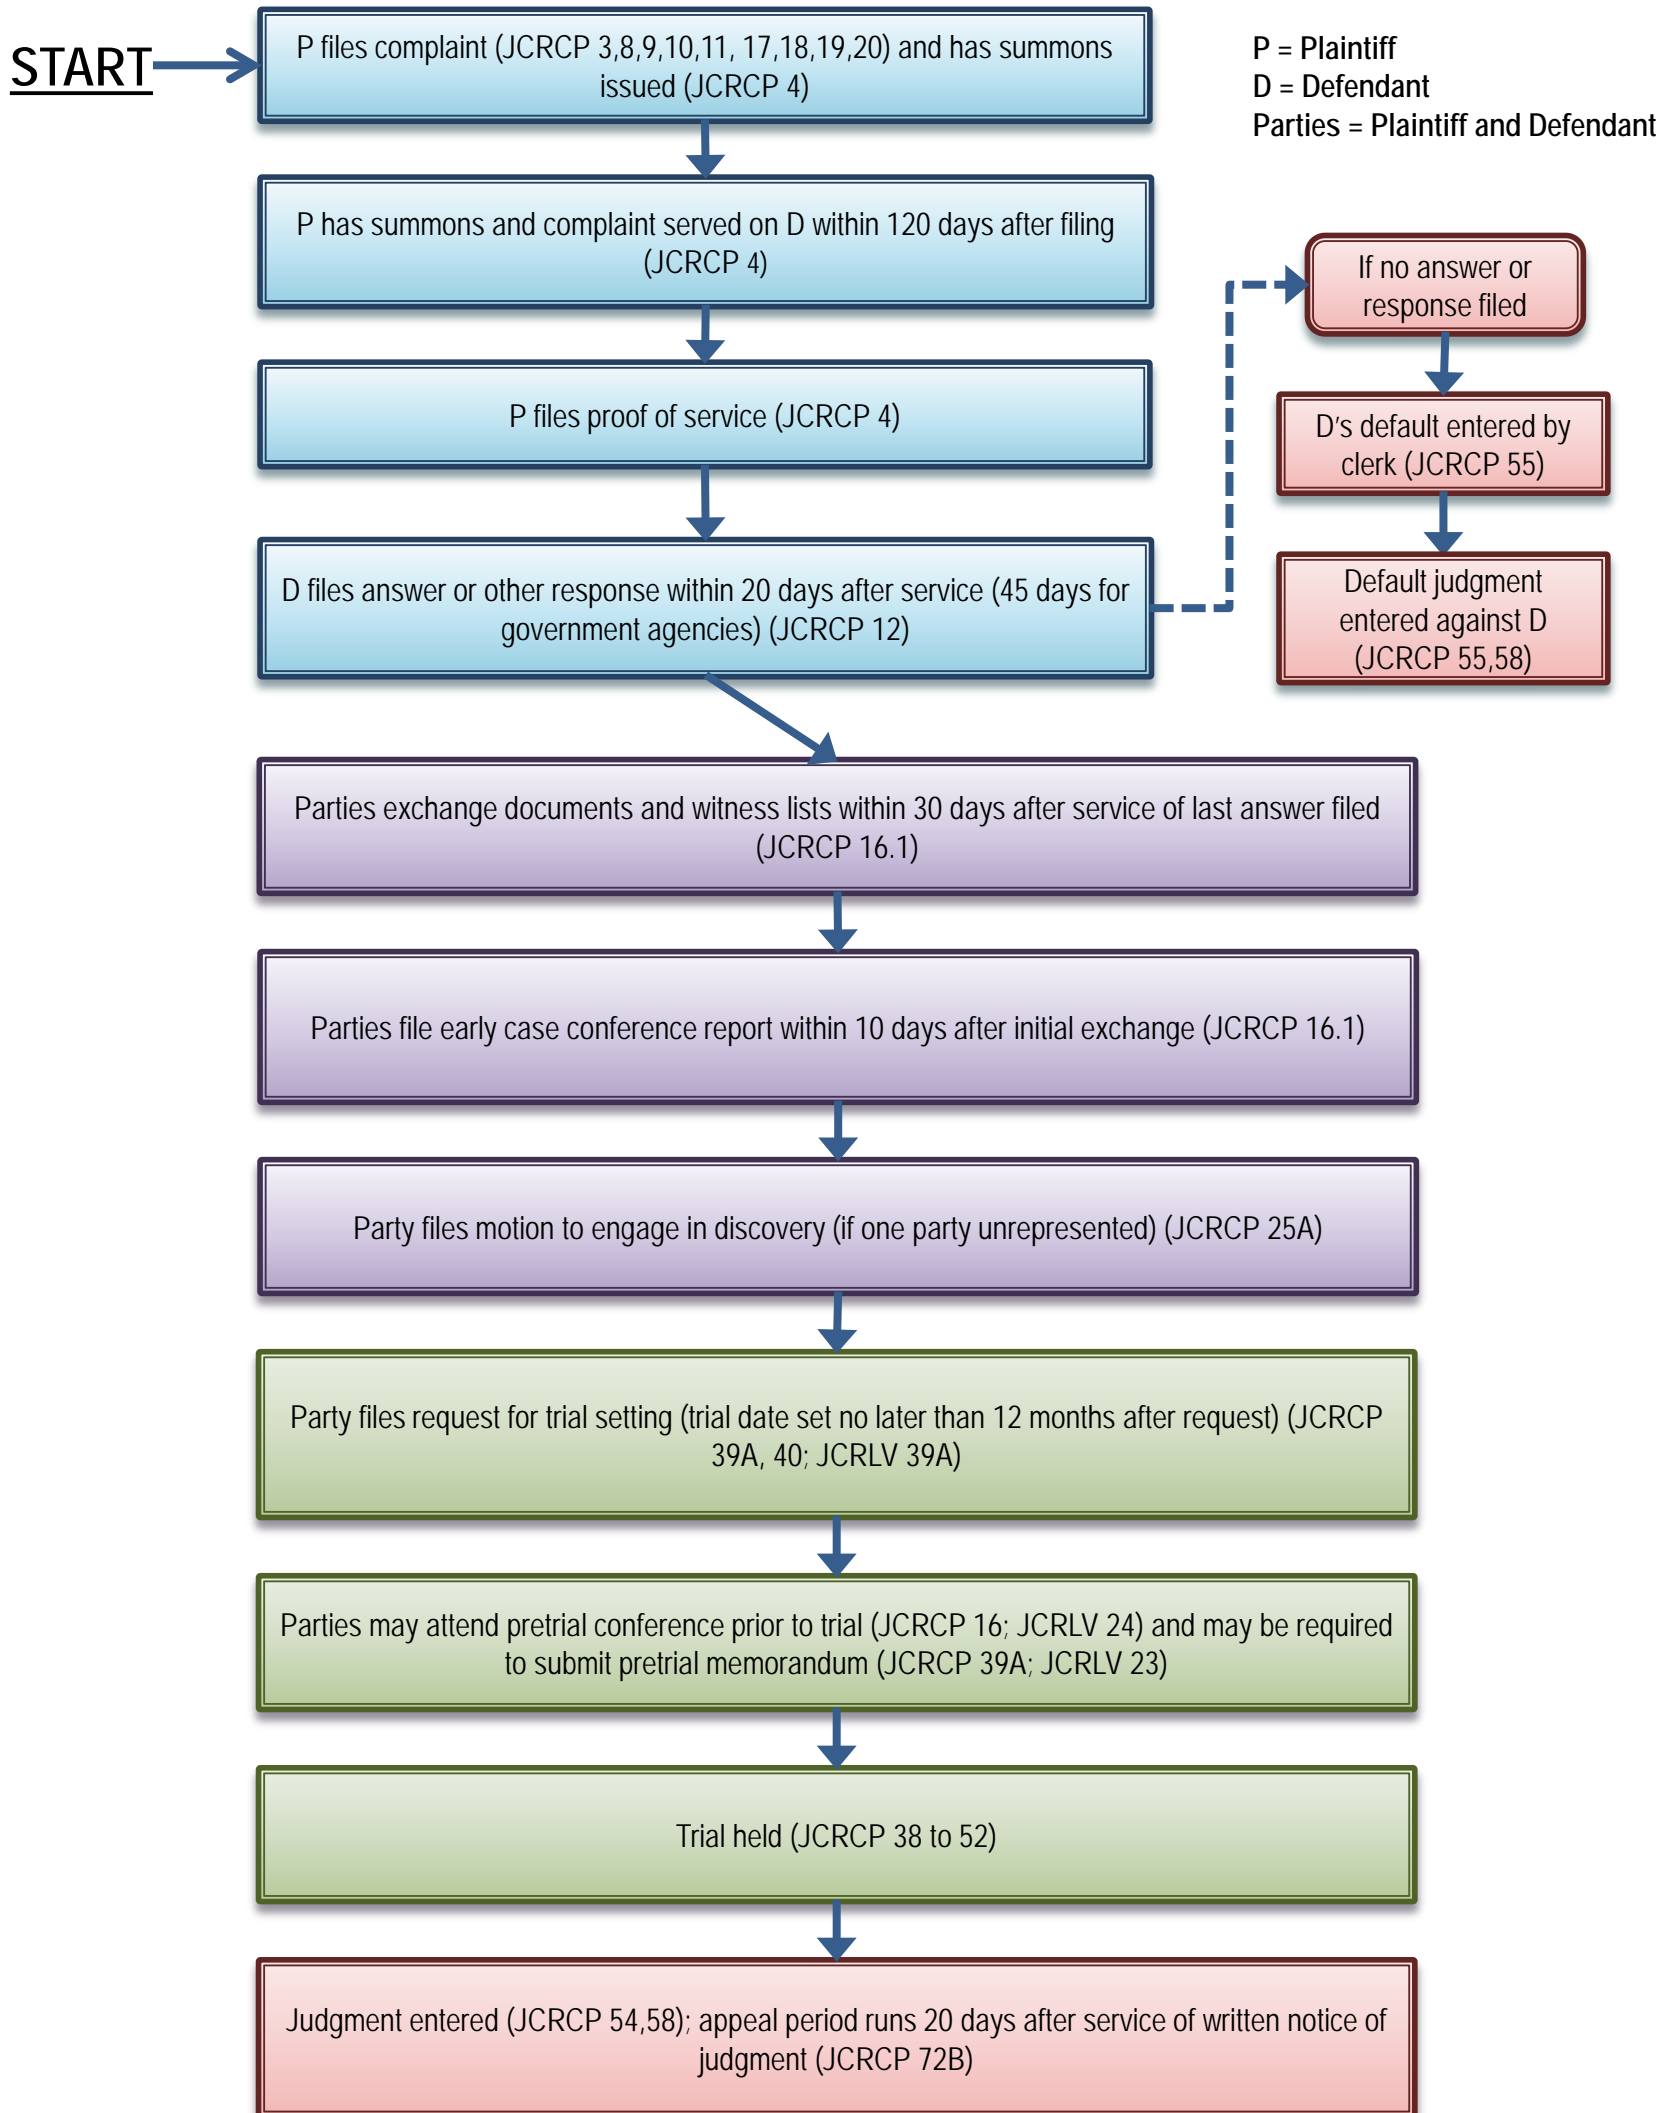 START
P files complaint (JCRCP 3,8,9,10,11, 17,18,19,20) and has summons
issued (JCRCP 4)
P = Plaintiff
D = Defendant
Parties = Plaintiff and Defendant
P has summons and complaint served on D within 120 days after filing
(JCRCP 4)
If no answer or
response filed
P files proof of service (JCRCP 4)
D's default entered by
clerk (JCRCP 55)
D files answer or other response within 20 days after service (45 days for
government agencies) (JCRCP 12)
Default judgment
entered against D
(JCRCP 55,58)
Parties exchange documents and witness lists within 30 days after service of last answer filed
(JCRCP 16.1)
Parties file early case conference report within 10 days after initial exchange (JCRCP 16.1)
Party files motion to engage in discovery (if one party unrepresented) (JCRCP 25A)
Party files request for trial setting (trial date set no later than 12 months after request) (JCRCP
39A, 40; JCRLV 39A)
Parties may attend pretrial conference prior to trial (JCRCP 16; JCRLV 24) and may be required
to submit pretrial memorandum (JCRCP 39A; JCRLV 23)
Trial held (JCRCP 38 to 52)
Judgment entered (JCRCP 54,58); appeal period runs 20 days after service of written notice of
judgment (JCRCP 72B)